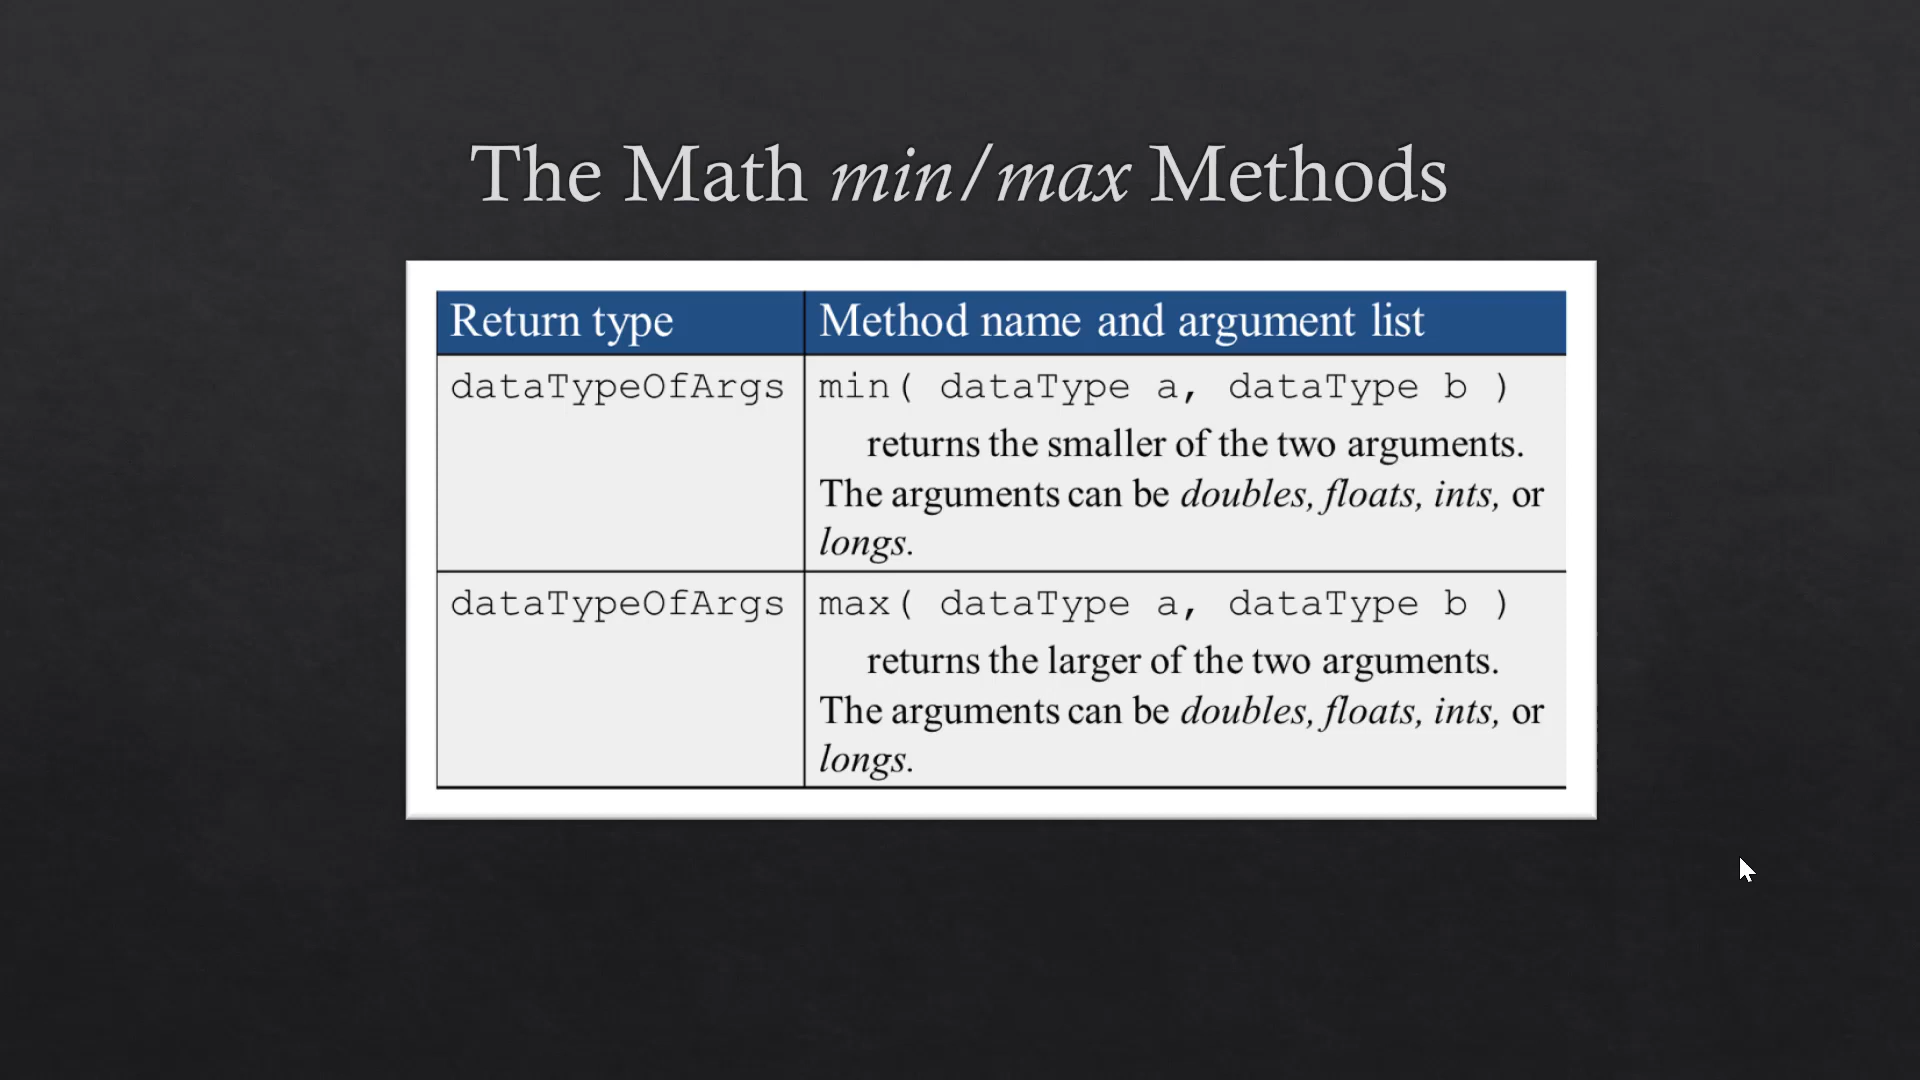 The Math min/max Methods
Return type
Method name and argument list
dataTypeOfArgs
min( dataType a, dataType b )
returns the smaller of the two arguments.
The arguments can be doubles, floats, ints, or
longs.
dataTypeOfArgs
max( dataType a, dataType b )
returns the larger of the two arguments.
The arguments can be doubles, floats, ints, or
longs.